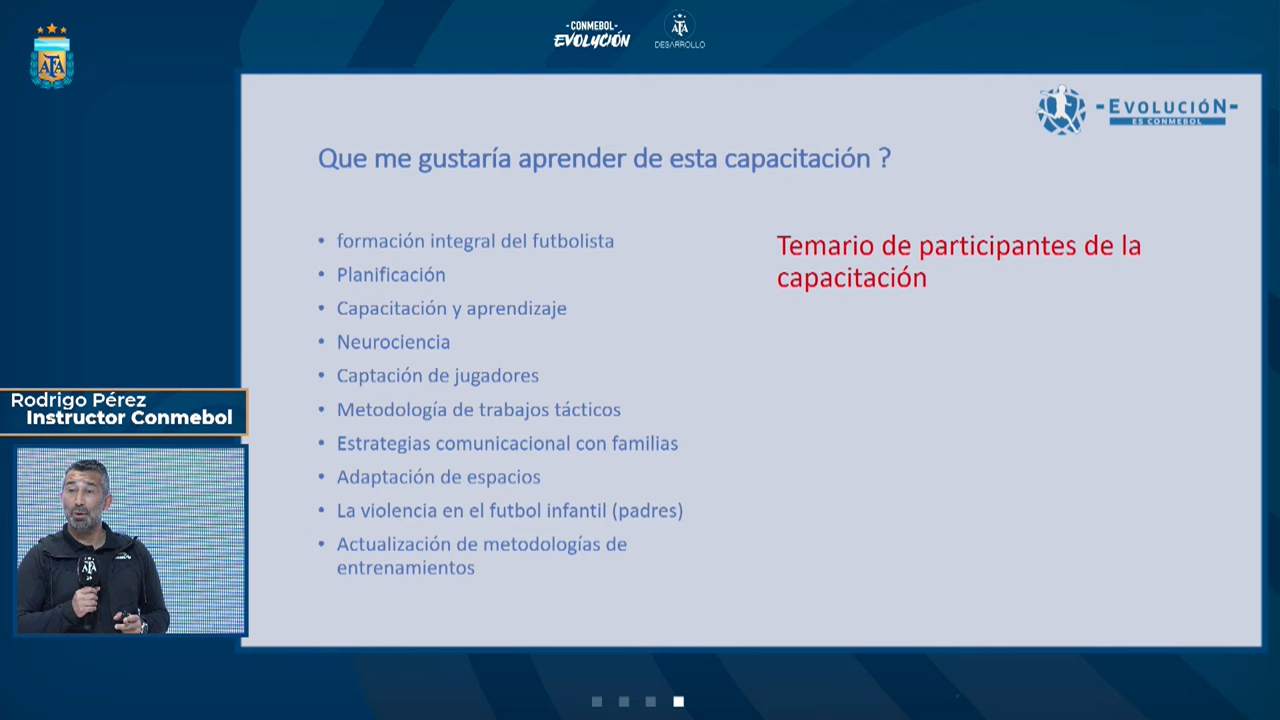 -CONMEBOL-
EVOLUCIÓN
AFA
DESARROLLO
AFA
-EVOLUCIÓN-
ES CONMEBOL
Que me gustaría aprender de esta capacitación ?
• formación integral del futbolista
• Planificación
• Capacitación y aprendizaje
• Neurociencia
• Captación de jugadores
• Metodología de trabajos tácticos
• Estrategias comunicacional con familias
• Adaptación de espacios
• La violencia en el futbol infantil (padres)
• Actualización de metodologías de
entrenamientos
Temario de participantes de la
capacitación
Rodrigo Pérez
Instructor Conmebol
AFA